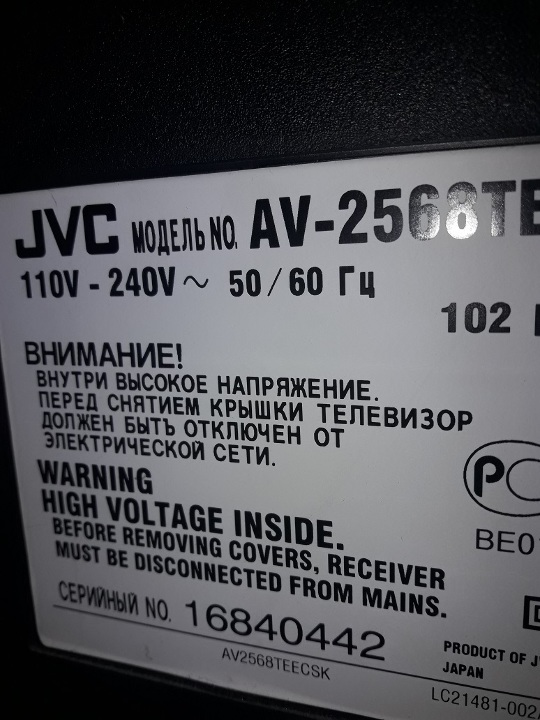 JVC МОДЕЛЬ NO. AV-2568TE
110V - 240V ~ 50 / 60 Гц
102
ВНИМАНИЕ!
ВНУТРИ ВЫСОКОЕ НАПРЯЖЕНИЕ.
ПЕРЕД СНЯТИЕМ КРЫШКИ ТЕЛЕВИЗОР
ДОЛЖЕН БЫТЬ ОТКЛЮЧЕН ОТ
ЭЛЕКТРИЧЕСКОЙ СЕТИ.
WARNING
HIGH VOLTAGE INSIDE.
BEFORE REMOVING COVERS, RECEIVER
MUST BE DISCONNECTED FROM MAINS.
BE0
СЕРИЙНЫЙ NO. 16840442
AV2568TEECSK
PRODUCT OF
JAPAN
LC21481-002